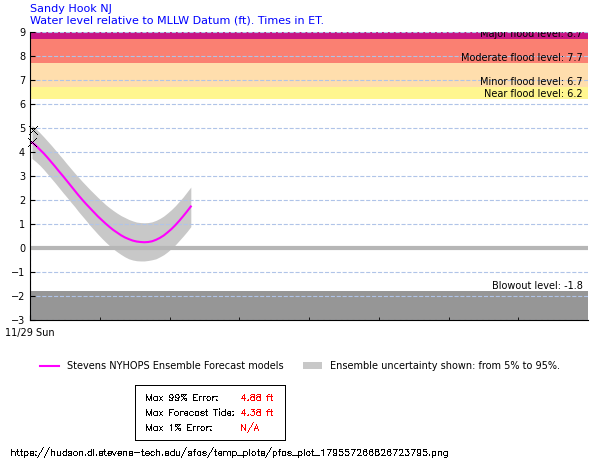 Sandy Hook NJ
Water level relative to MLLW Datum (ft). Times in ET.
9
Major flood level: 8.7
8
Moderate flood level: 7.7
7
Minor flood level: 6.7
Near flood level: 6.2
6
5
4
3
2
1
0
−1
Blowout level: -1.8
−2
−3
11/29 Sun
Stevens NYHOPS Ensemble Forecast models
Ensemble uncertainty shown: from 5% to 95%.
Max 99% Error: 4.88 ft
Max Forecast Tide: 4.38 ft
Max 1% Error: N/A
https://hudson.dl.stevens-tech.edu/sfas/temp_plots/pfas_plot_179557266826723795.png